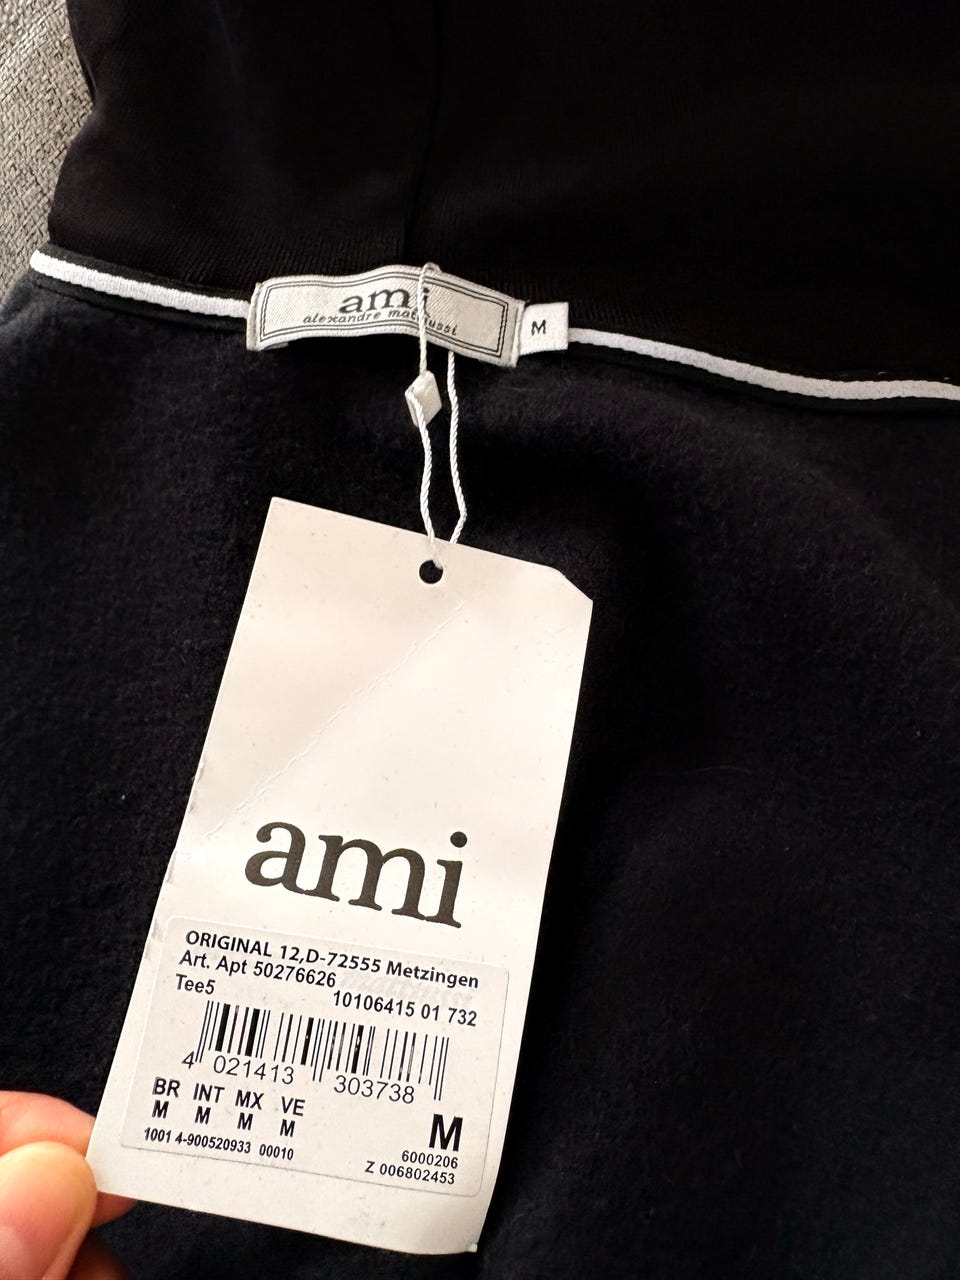 ami
alexandre mattiussi
M
ami
ORIGINAL 12,D-72555 Metzingen
Art. Apt 50276626
Tee5
10106415 01 732
4 021413 303738
BR INT MX VE
M M M M
M
1001 4-900520933 00010
6000206
Z 006802453